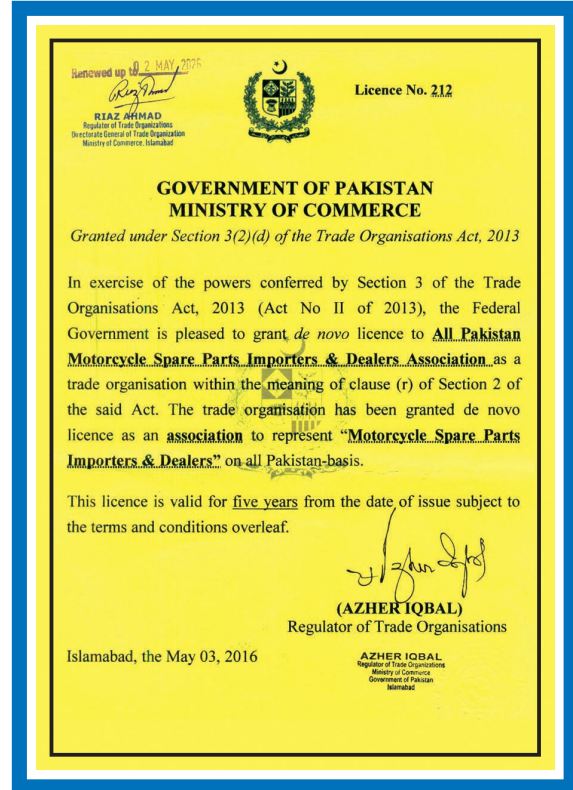 Renewed up to 02 MAY 2026
RIAZ AHMAD
Regulator of Trade Organizations
Directorate General of Trade Organization
Ministry of Commerce, Islamabad
Licence No. 212
GOVERNMENT OF PAKISTAN
MINISTRY OF COMMERCE
Granted under Section 3(2)(d) of the Trade Organisations Act, 2013
In exercise of the powers conferred by Section 3 of the Trade
Organisations Act, 2013 (Act No II of 2013), the Federal
Government is pleased to grant de novo licence to All Pakistan
Motorcycle Spare Parts Importers & Dealers Association as a
trade organisation within the meaning of clause (r) of Section 2 of
the said Act. The trade organisation has been granted de novo
licence as an association to represent “Motorcycle Spare Parts
Importers & Dealers” on all Pakistan-basis.
This licence is valid for five years from the date of issue subject to
the terms and conditions overleaf.
(AZHER IQBAL)
Regulator of Trade Organisations
Islamabad, the May 03, 2016
AZHER IQBAL
Regulator of Trade Organizations
Ministry of Commerce
Government of Pakistan
Islamabad